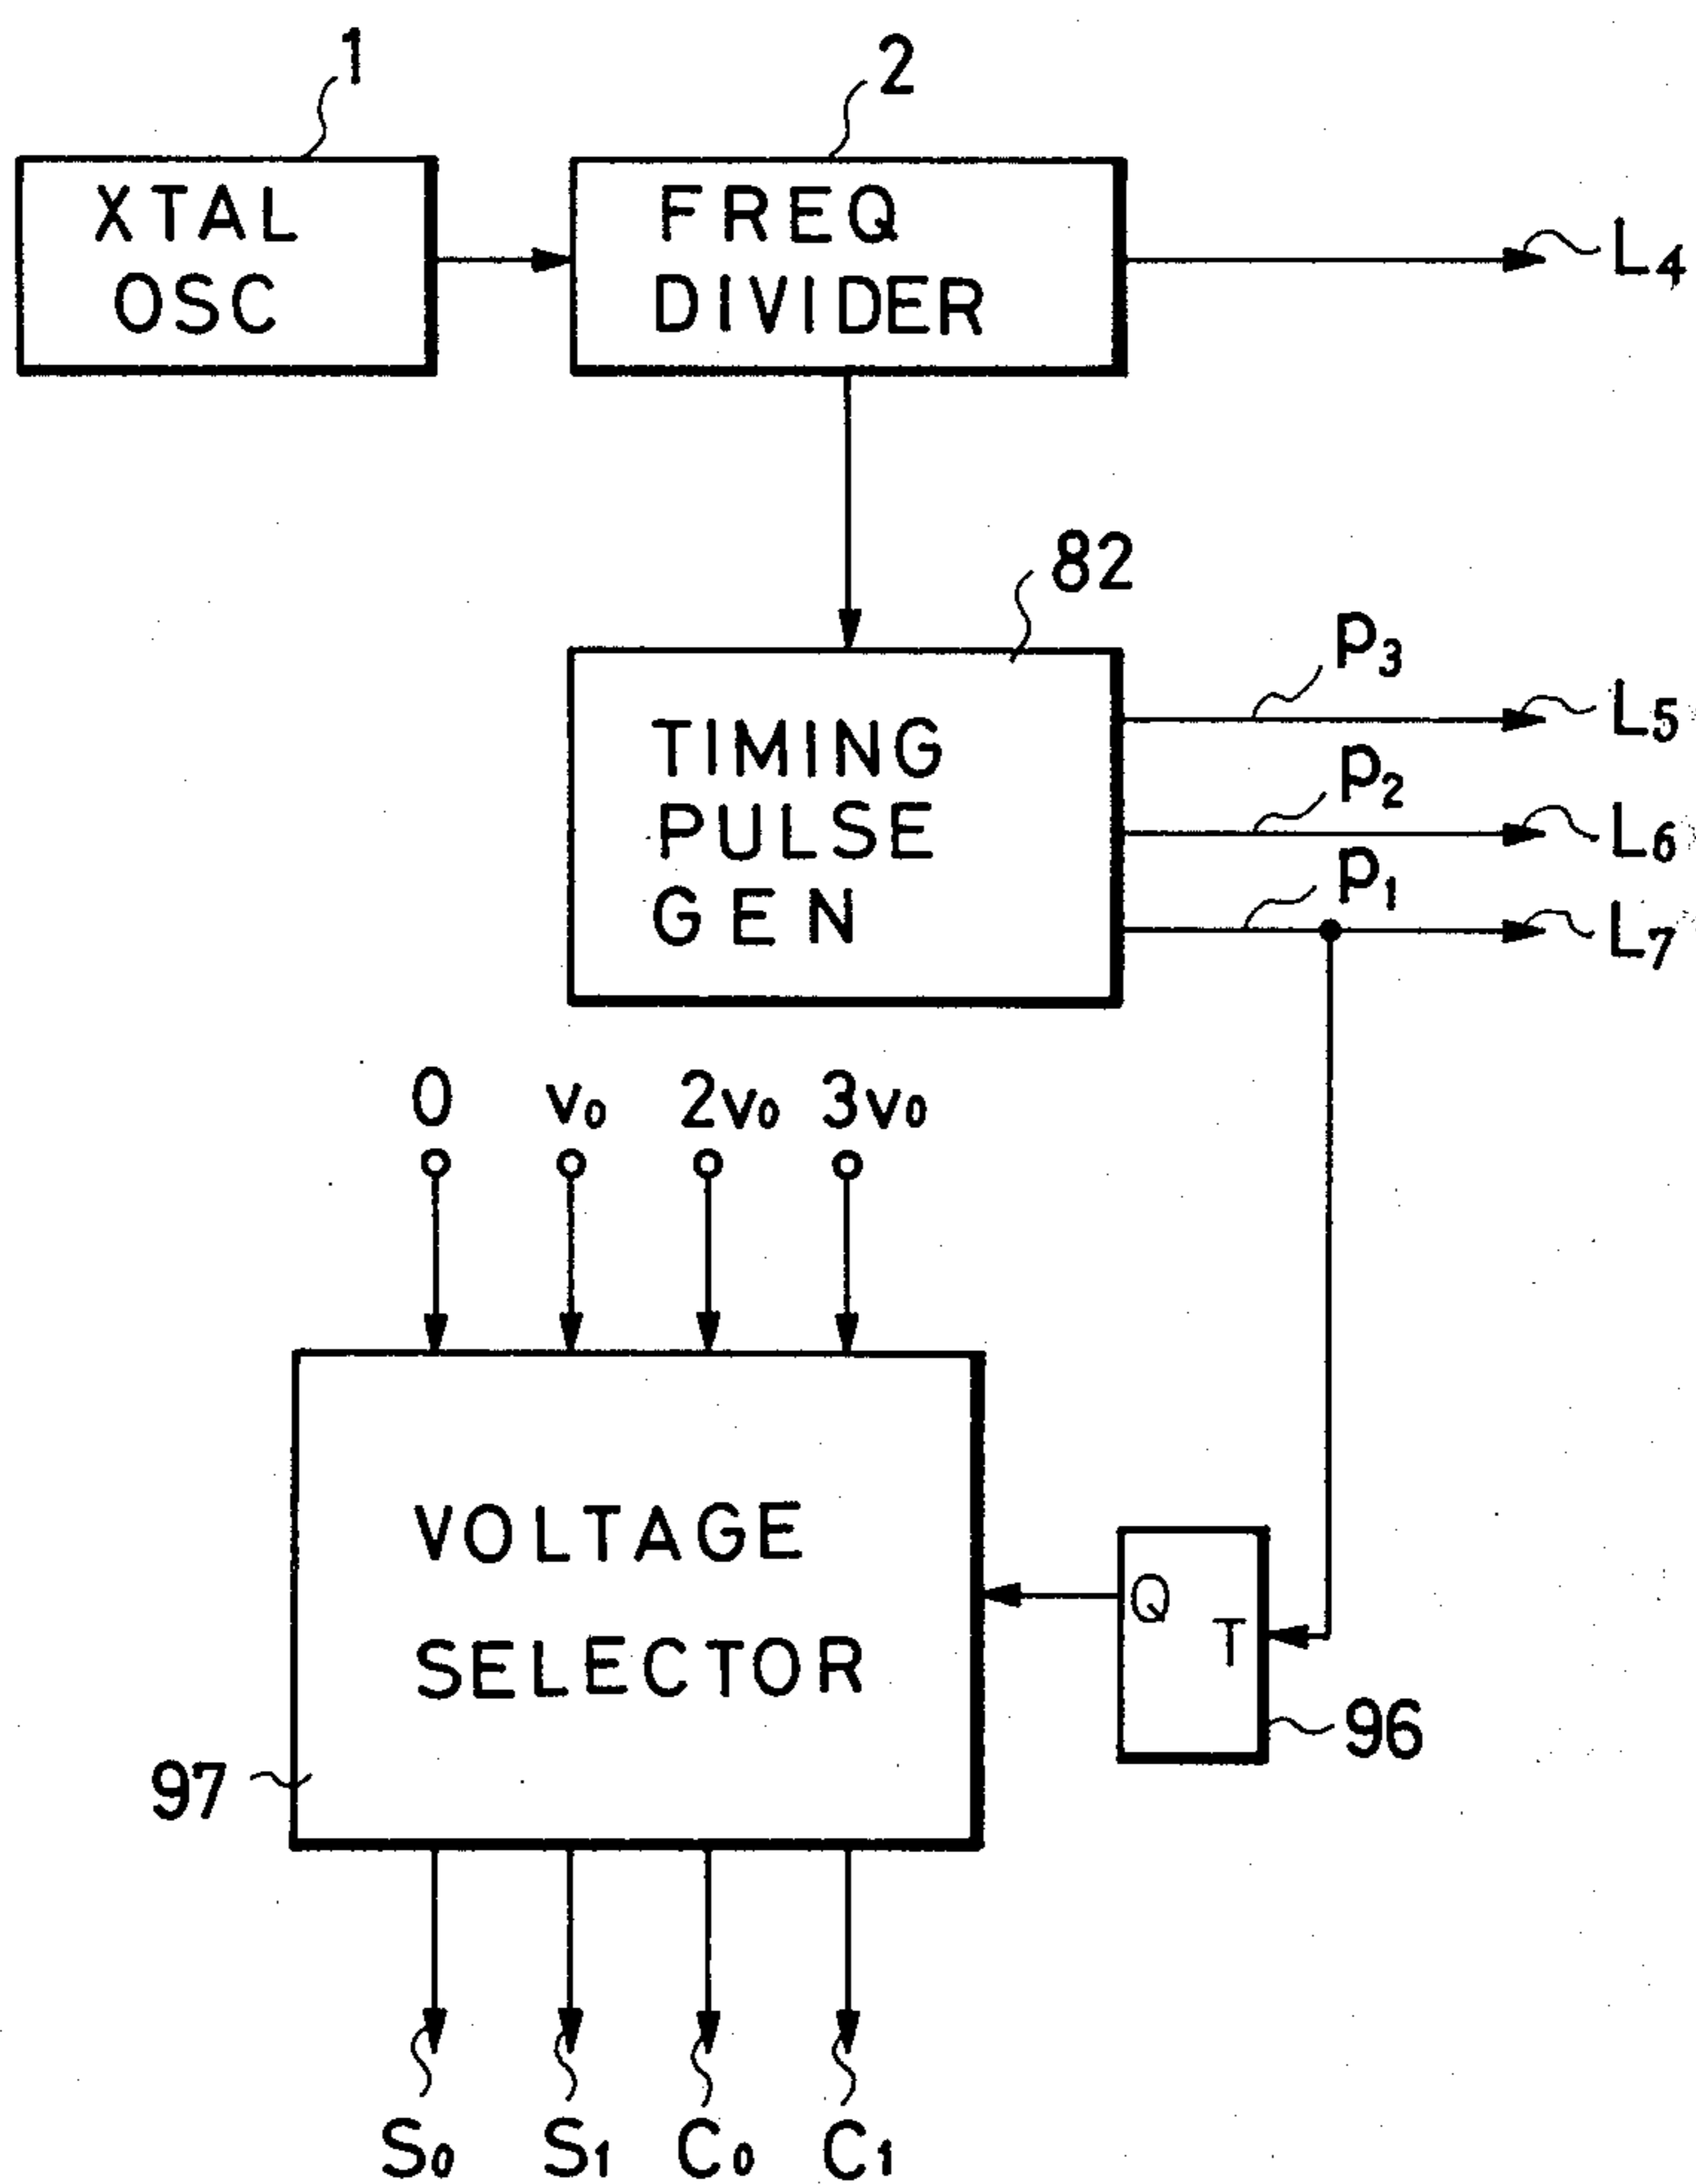 1
2
XTAL
OSC
FREQ
DIVIDER
L4
82
TIMING
PULSE
GEN
p3
L5
p2
L6
p1
L7
0 v0 2v0 3v0
VOLTAGE
SELECTOR
Q
T
96
97
S0 S1 C0 C1